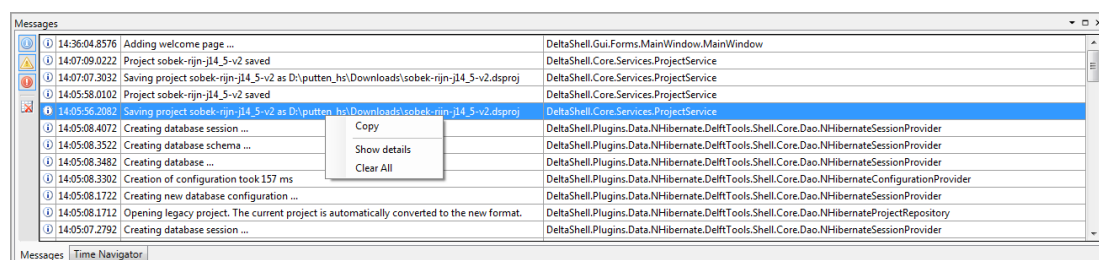 Messages
14:36:04.8576 Adding welcome page ... DeltaShell.Gui.Forms.MainWindow.MainWindow
14:07:09.0222 Project sobek-rijn-j14_5-v2 saved DeltaShell.Core.Services.ProjectService
14:07:07.3032 Saving project sobek-rijn-j14_5-v2 as D:\putten_hs\Downloads\sobek-rijn-j14_5-v2.dsproj DeltaShell.Core.Services.ProjectService
14:05:58.0102 Project sobek-rijn-j14_5-v2 saved DeltaShell.Core.Services.ProjectService
14:05:56.2082 Saving project sobek-rijn-j14_5-v2 as D:\putten_hs\Downloads\sobek-rijn-j14_5-v2.dsproj DeltaShell.Core.Services.ProjectService
14:05:08.4072 Creating database session ... DeltaShell.Plugins.Data.NHibernate.DelftTools.Shell.Core.Dao.NHibernateSessionProvider
14:05:08.3522 Creating database schema ... DeltaShell.Plugins.Data.NHibernate.DelftTools.Shell.Core.Dao.NHibernateSessionProvider
14:05:08.3482 Creating database ... DeltaShell.Plugins.Data.NHibernate.DelftTools.Shell.Core.Dao.NHibernateSessionProvider
14:05:08.3302 Creation of configuration took 157 ms DeltaShell.Plugins.Data.NHibernate.DelftTools.Shell.Core.Dao.NHibernateConfigurationProvider
14:05:08.1722 Creating new database configuration ... DeltaShell.Plugins.Data.NHibernate.DelftTools.Shell.Core.Dao.NHibernateSessionProvider
14:05:08.1712 Opening legacy project. The current project is automatically converted to the new format. DeltaShell.Plugins.Data.NHibernate.DelftTools.Shell.Core.Dao.NHibernateProjectRepository
14:05:07.2792 Creating database session ... DeltaShell.Plugins.Data.NHibernate.DelftTools.Shell.Core.Dao.NHibernateSessionProvider
Copy
Show details
Clear All
Messages Time Navigator